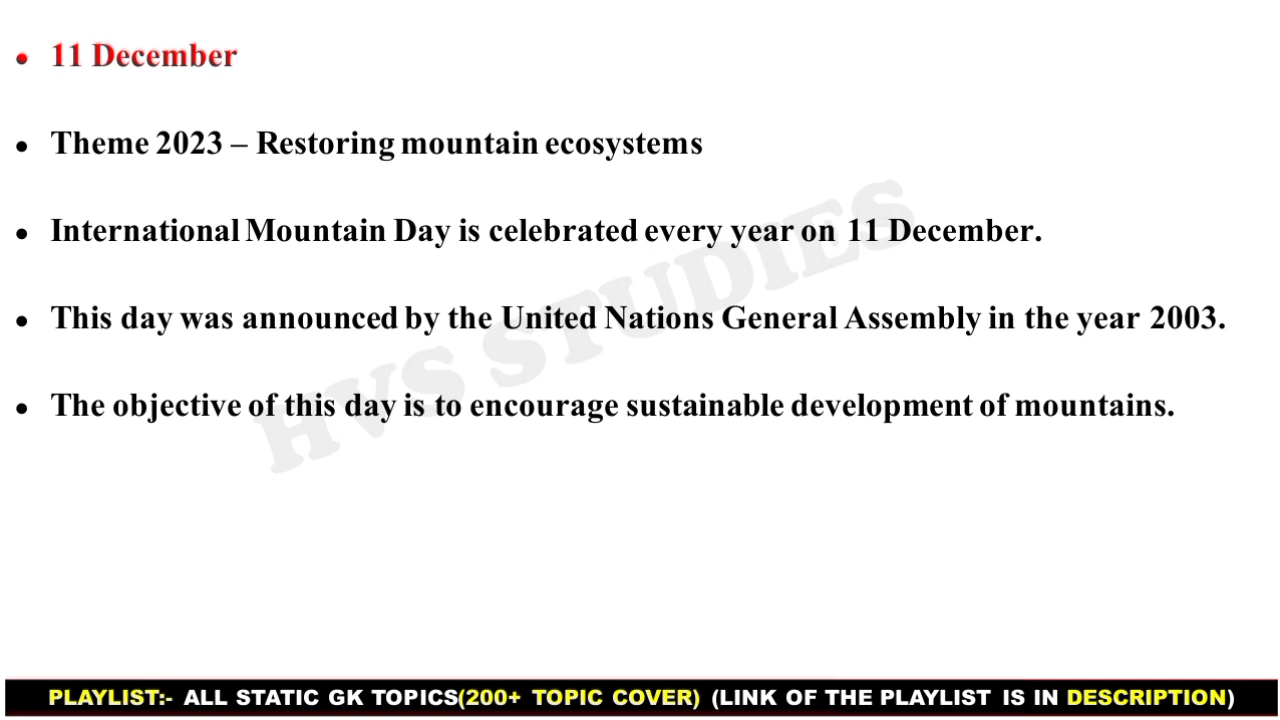 • 11 December
• Theme 2023 – Restoring mountain ecosystems
• International Mountain Day is celebrated every year on 11 December.
• This day was announced by the United Nations General Assembly in the year 2003.
• The objective of this day is to encourage sustainable development of mountains.
HVS STUDIES
PLAYLIST:- ALL STATIC GK TOPICS(200+ TOPIC COVER) (LINK OF THE PLAYLIST IS IN DESCRIPTION)